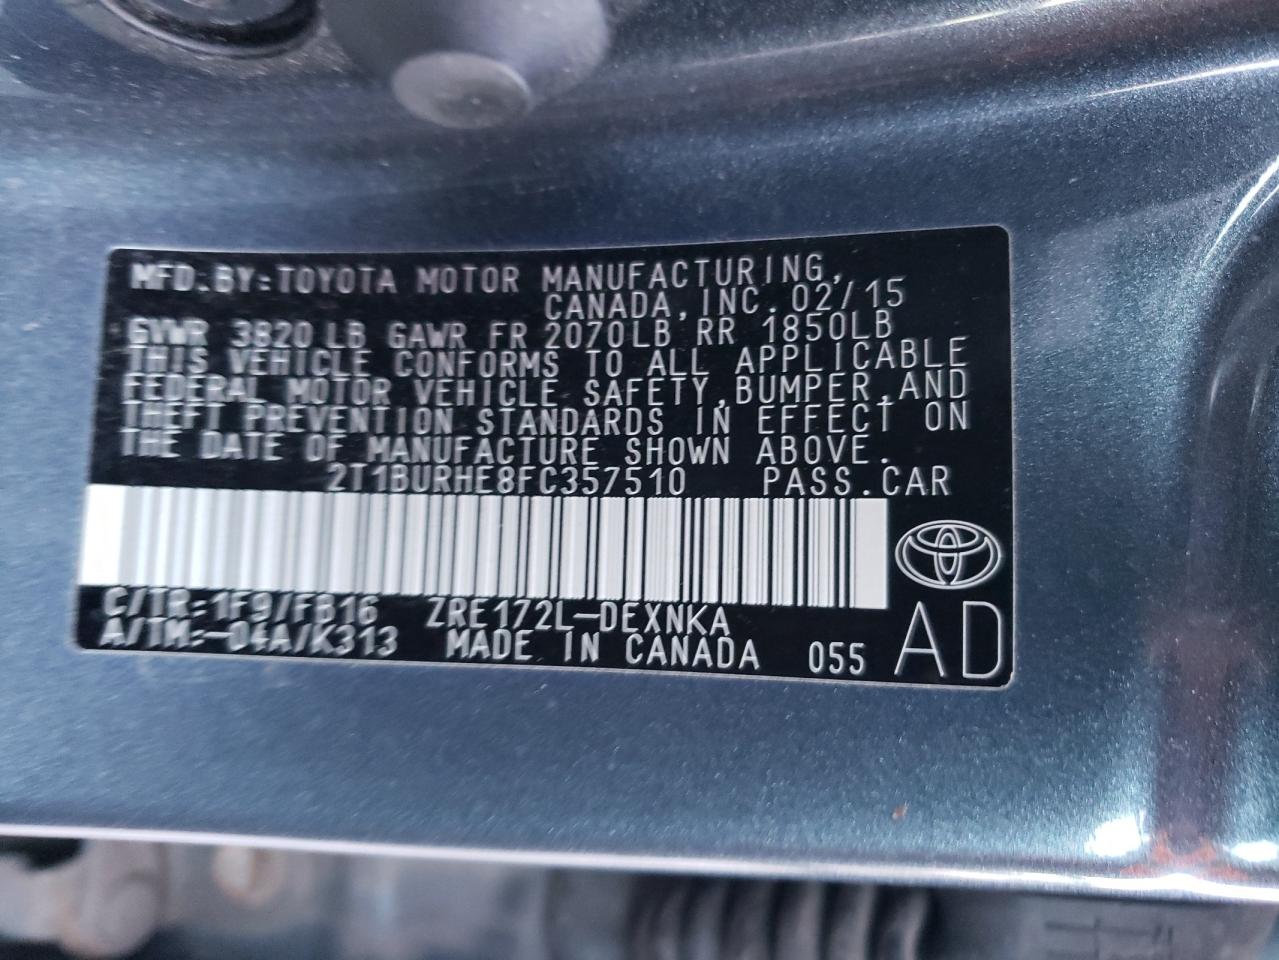 MFD.BY:TOYOTA MOTOR MANUFACTURING,
CANADA,INC.02/15
GVWR 3820 LB GAWR FR 2070LB RR 1850LB
THIS VEHICLE CONFORMS TO ALL APPLICABLE
FEDERAL MOTOR VEHICLE SAFETY,BUMPER,AND
THEFT PREVENTION STANDARDS IN EFFECT ON
THE DATE OF MANUFACTURE SHOWN ABOVE.
2T1BURHE8FC357510 PASS.CAR
C/TR:1F9/FB16 ZRE172L-DEXNKA
A/TM:-04A/K313 MADE IN CANADA 055 AD